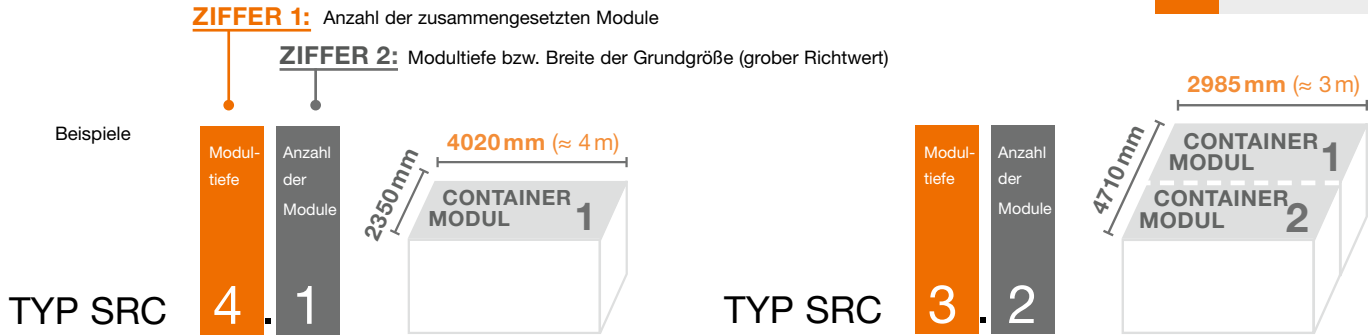 ZIFFER 1: Anzahl der zusammengesetzten Module
ZIFFER 2: Modultiefe bzw. Breite der Grundgröße (grober Richtwert)
Beispiele
Modul-
tiefe
Anzahl
der
Module
4020 mm (≈ 4 m)
2350 mm
CONTAINER
MODUL 1
TYP SRC 4.1
Modul-
tiefe
Anzahl
der
Module
2985 mm (≈ 3 m)
4710 mm
CONTAINER
MODUL 1
CONTAINER
MODUL 2
TYP SRC 3.2